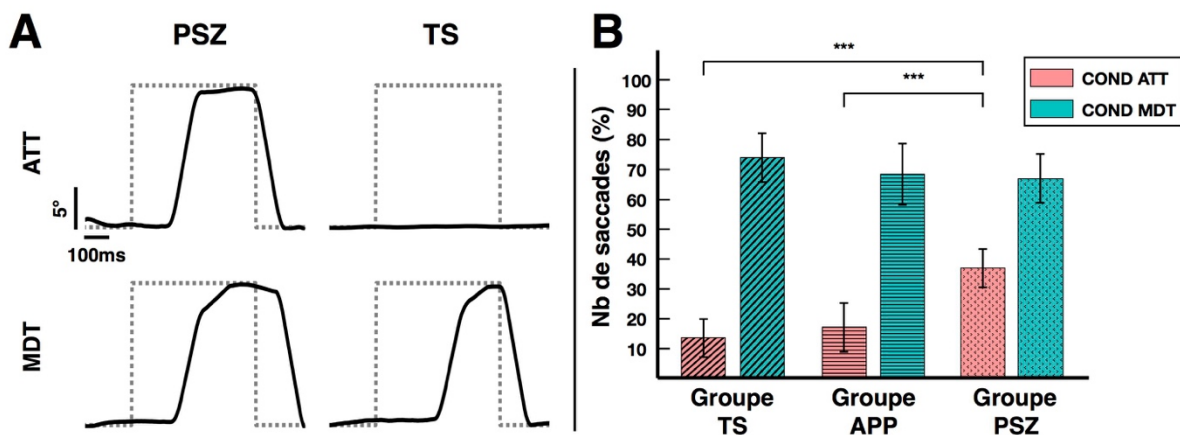 A
PSZ
TS
ATT
5°
100ms
MDT
B
Nb de saccades (%)
100
90
80
70
60
50
40
30
20
10
***
***
COND ATT
COND MDT
Groupe
TS
Groupe
APP
Groupe
PSZ